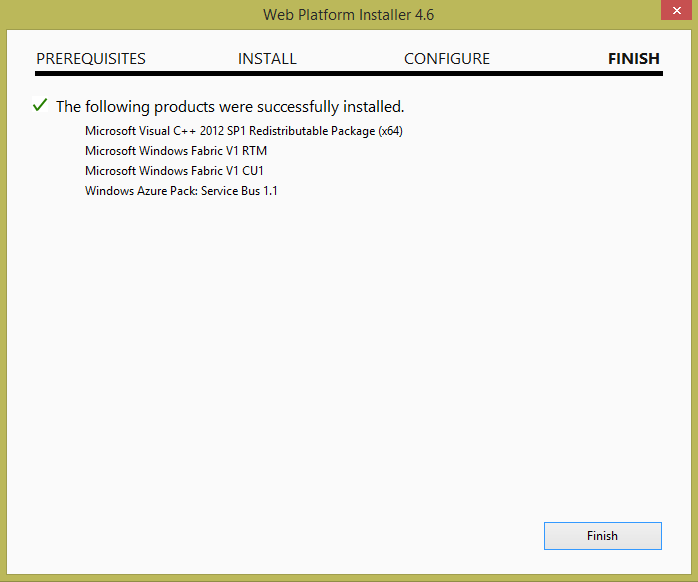 Web Platform Installer 4.6
PREREQUISITES INSTALL CONFIGURE FINISH
The following products were successfully installed.
Microsoft Visual C++ 2012 SP1 Redistributable Package (x64)
Microsoft Windows Fabric V1 RTM
Microsoft Windows Fabric V1 CU1
Windows Azure Pack: Service Bus 1.1
Finish